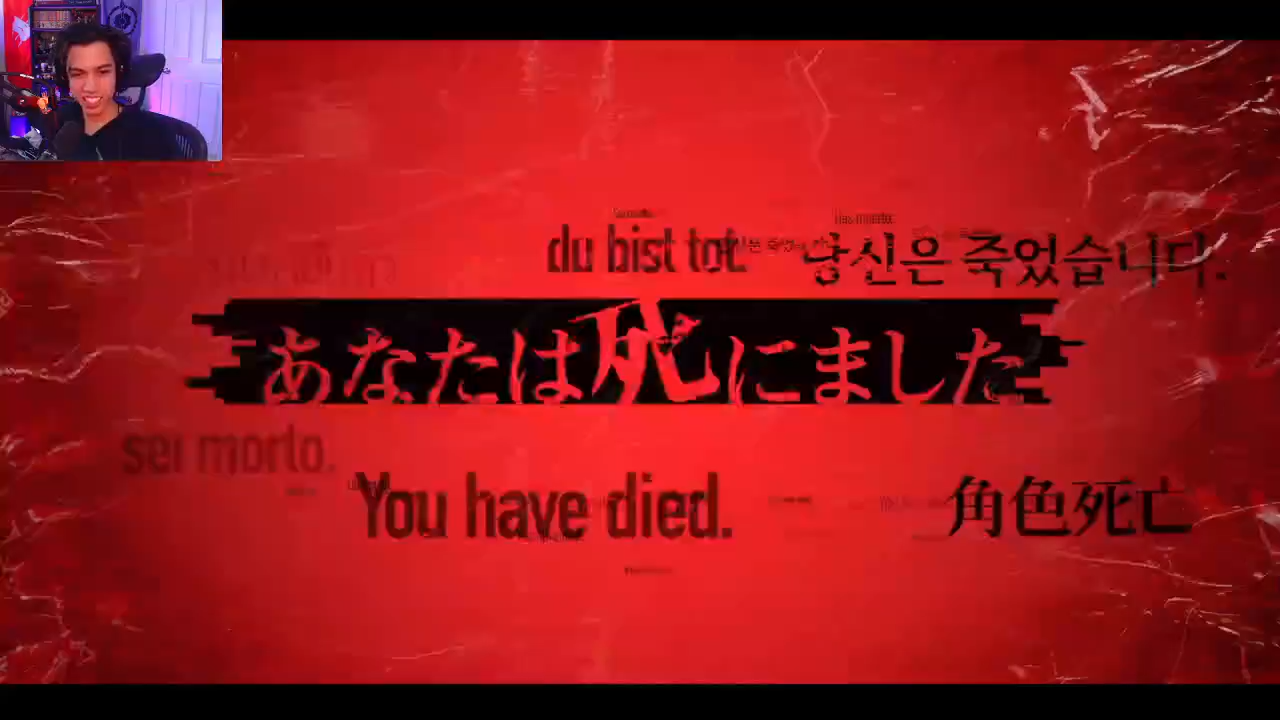 du bist tot.
당신은 죽었습니다.
あなたは死にました
sei morto.
You have died.
角色死亡